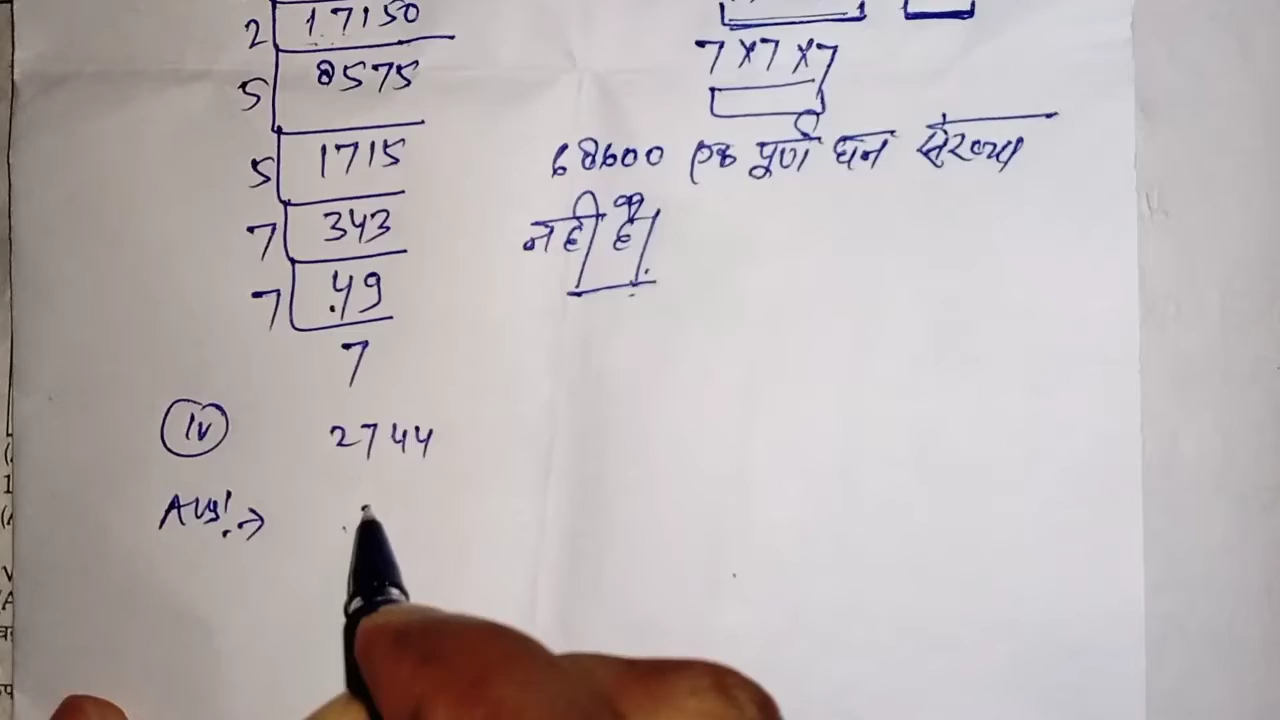 2 17150
5 8575
5 1715
7 343
7 49
7
7 × 7 × 7
68600 एक पूर्ण घन संख्या
नही है।
(iv) 2744
Ans! →